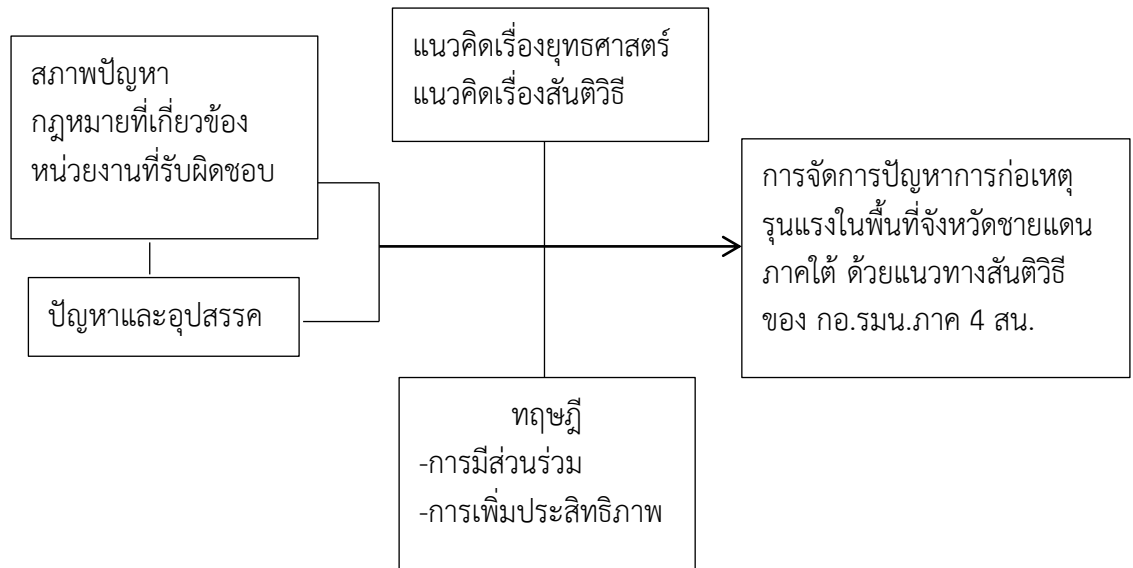 แนวคิดเรื่องยุทธศาสตร์
แนวคิดเรื่องสันติวิธี
สภาพปัญหา
กฎหมายที่เกี่ยวข้อง
หน่วยงานที่รับผิดชอบ
ปัญหาและอุปสรรค
การจัดการปัญหาการก่อเหตุ
รุนแรงในพื้นที่จังหวัดชายแดน
ภาคใต้ ด้วยแนวทางสันติวิธี
ของ กอ.รมน.ภาค 4 สน.
ทฤษฎี
-การมีส่วนร่วม
-การเพิ่มประสิทธิภาพ